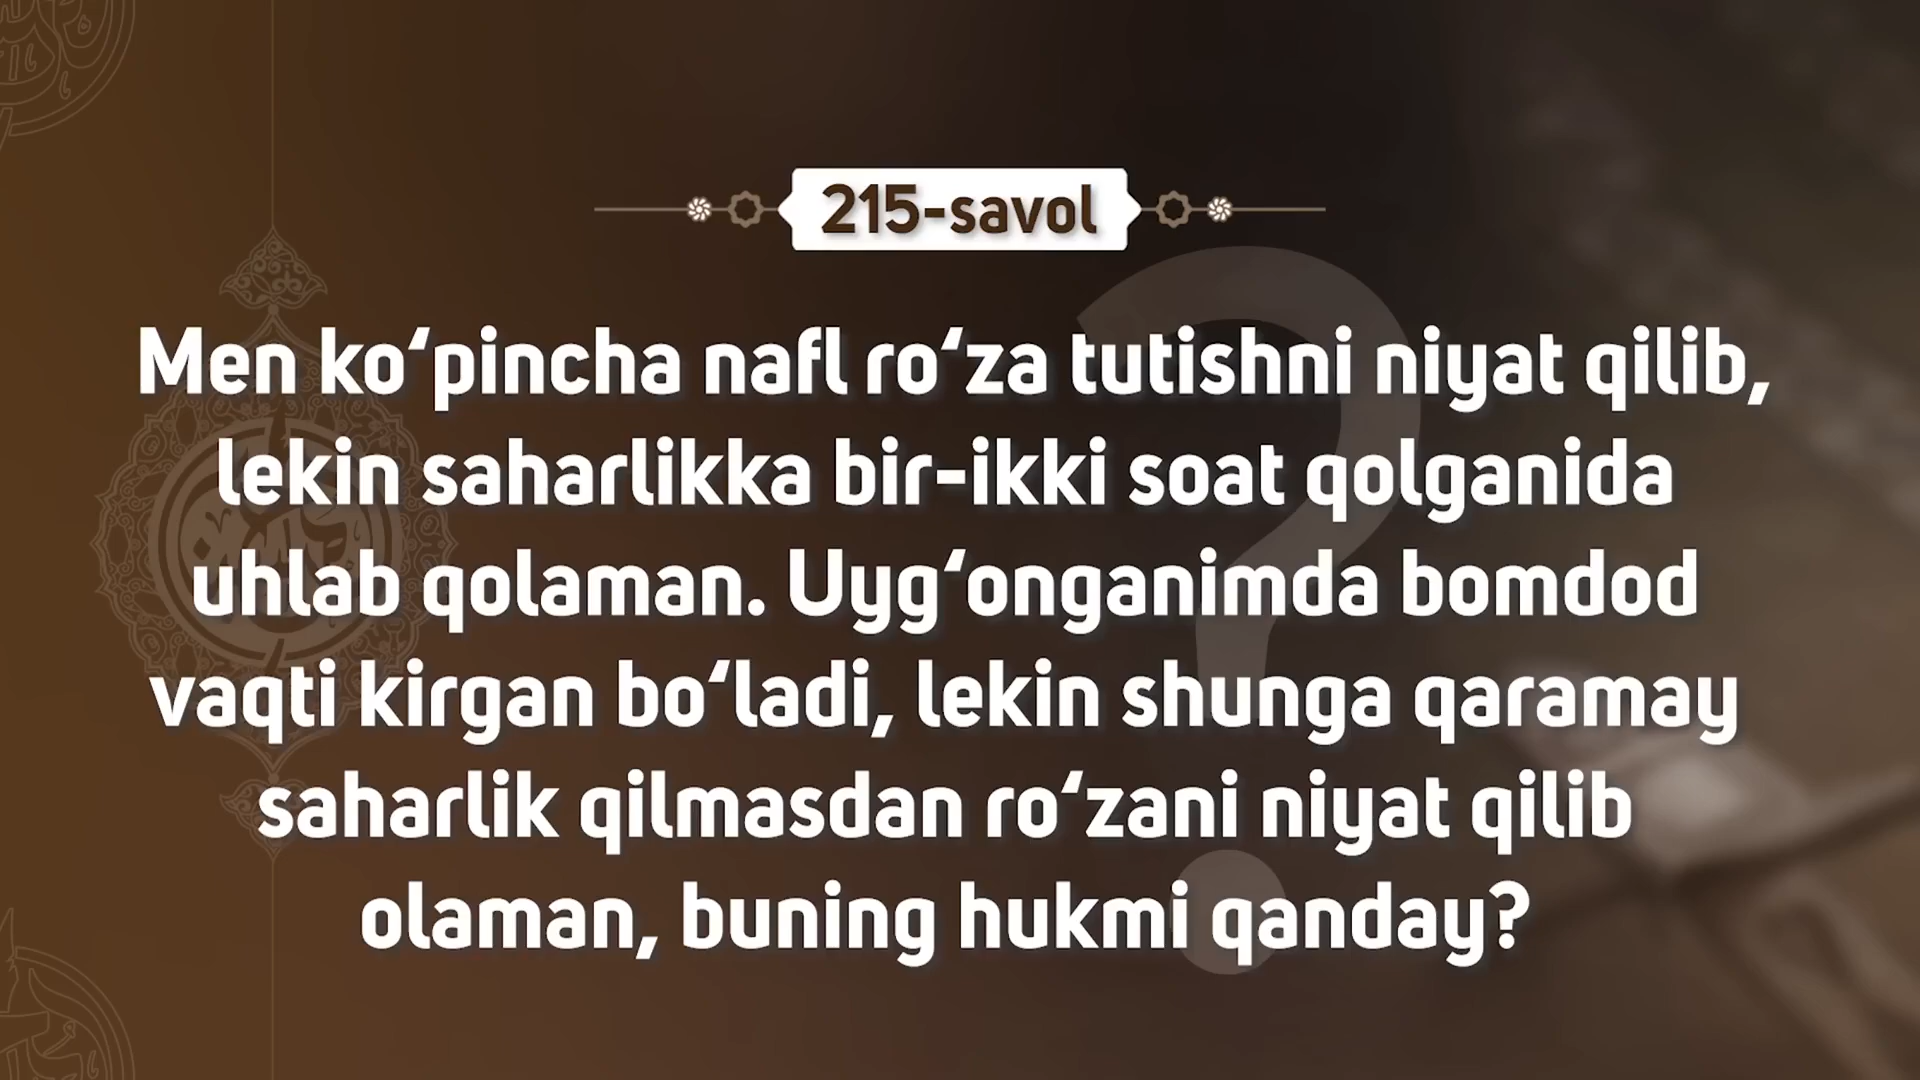 215-savol
Men ko‘pincha nafl ro‘za tutishni niyat qilib,
lekin saharlikka bir-ikki soat qolganida
uhlab qolaman. Uyg‘onganimda bomdod
vaqti kirgan bo‘ladi, lekin shunga qaramay
saharlik qilmasdan ro‘zani niyat qilib
olaman, buning hukmi qanday?